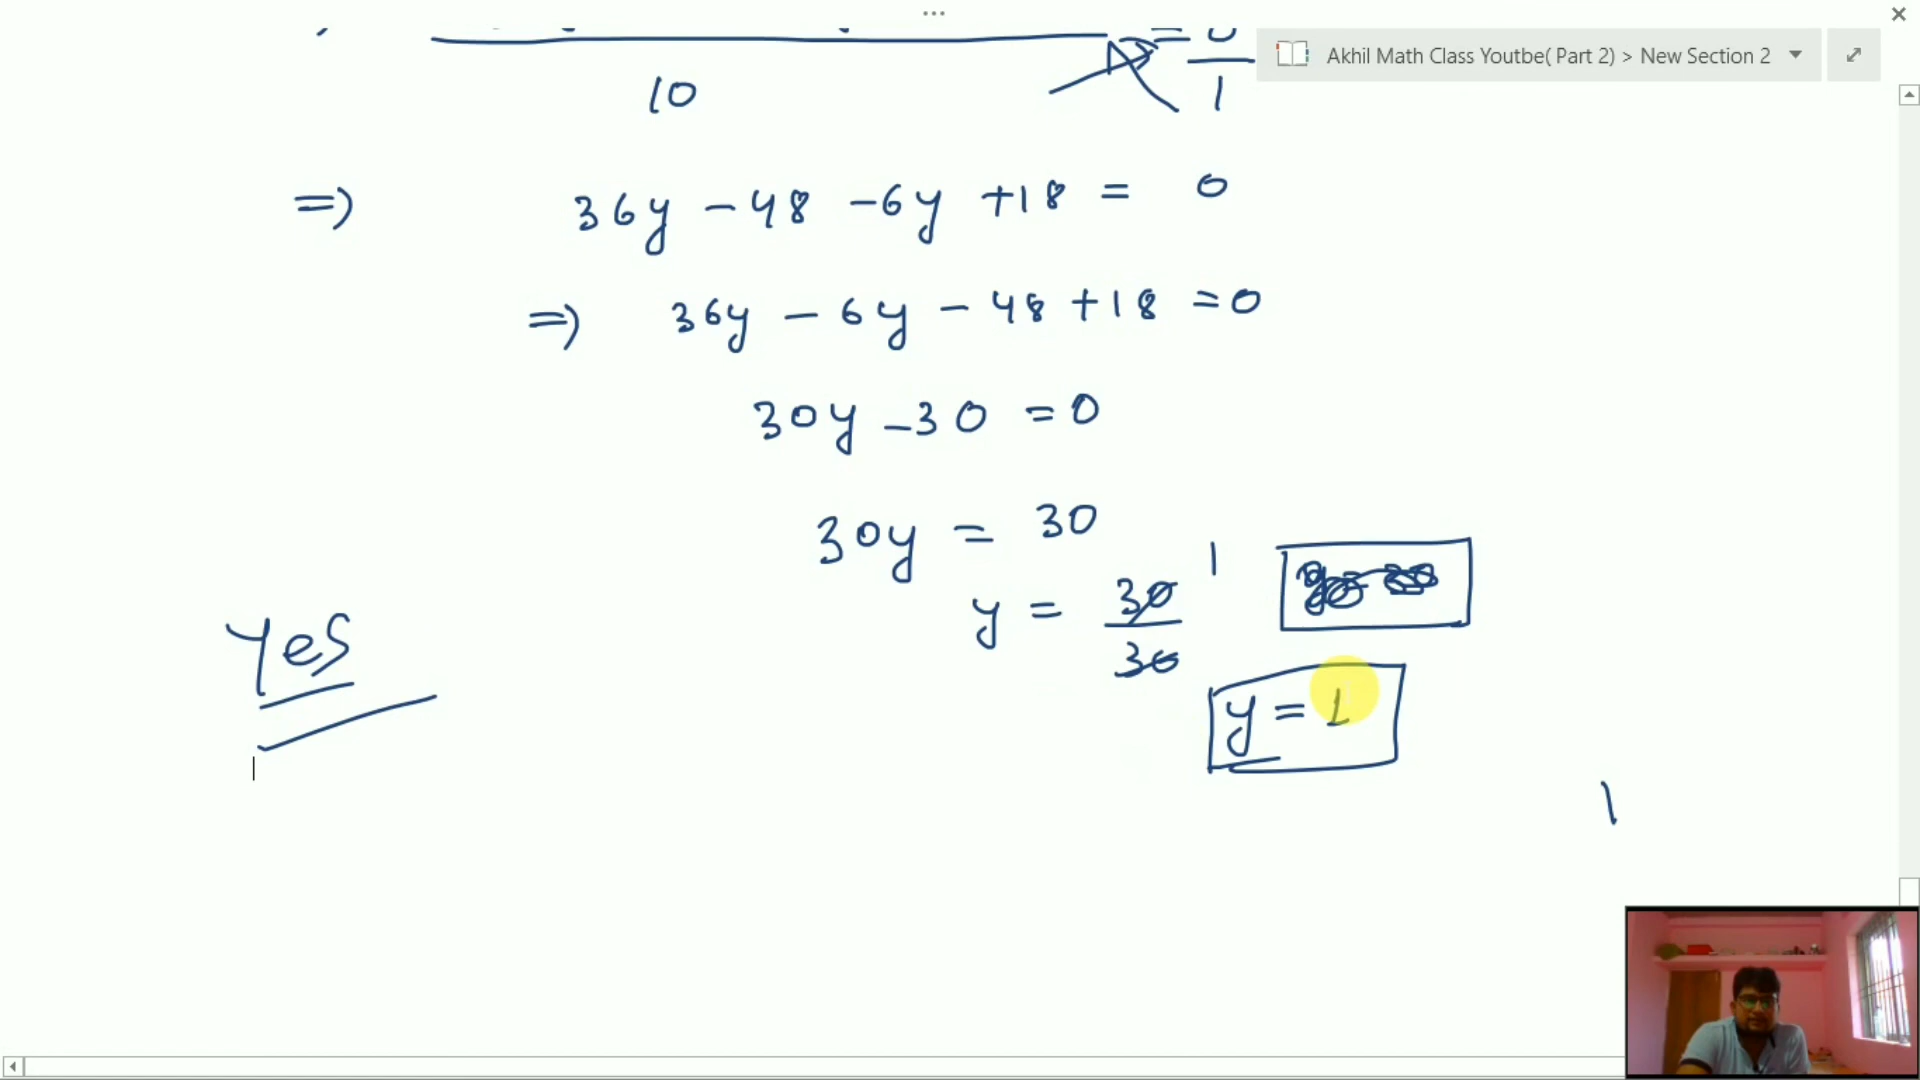 Akhil Math Class Youtbe( Part 2) > New Section 2
10
1
=> 36y - 48 - 6y + 18 = 0
=> 36y - 6y - 48 + 18 = 0
30y - 30 = 0
30y = 30
1
y = 30/30
Yes
y = 1